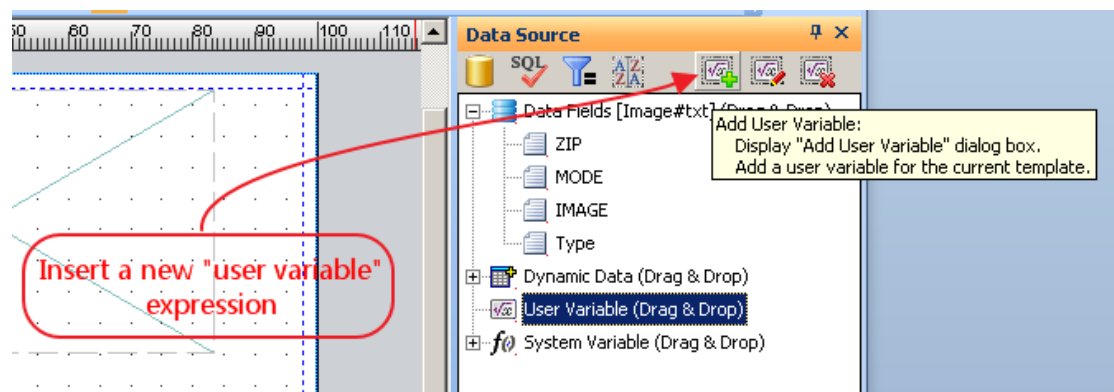 50 60 70 80 90 100 110
Data Source
SQL
Data Fields [Image#txt] (Drag & Drop)
Add User Variable:
Display "Add User Variable" dialog box.
Add a user variable for the current template.
ZIP
MODE
IMAGE
Type
Insert a new "user variable"
expression
Dynamic Data (Drag & Drop)
User Variable (Drag & Drop)
System Variable (Drag & Drop)